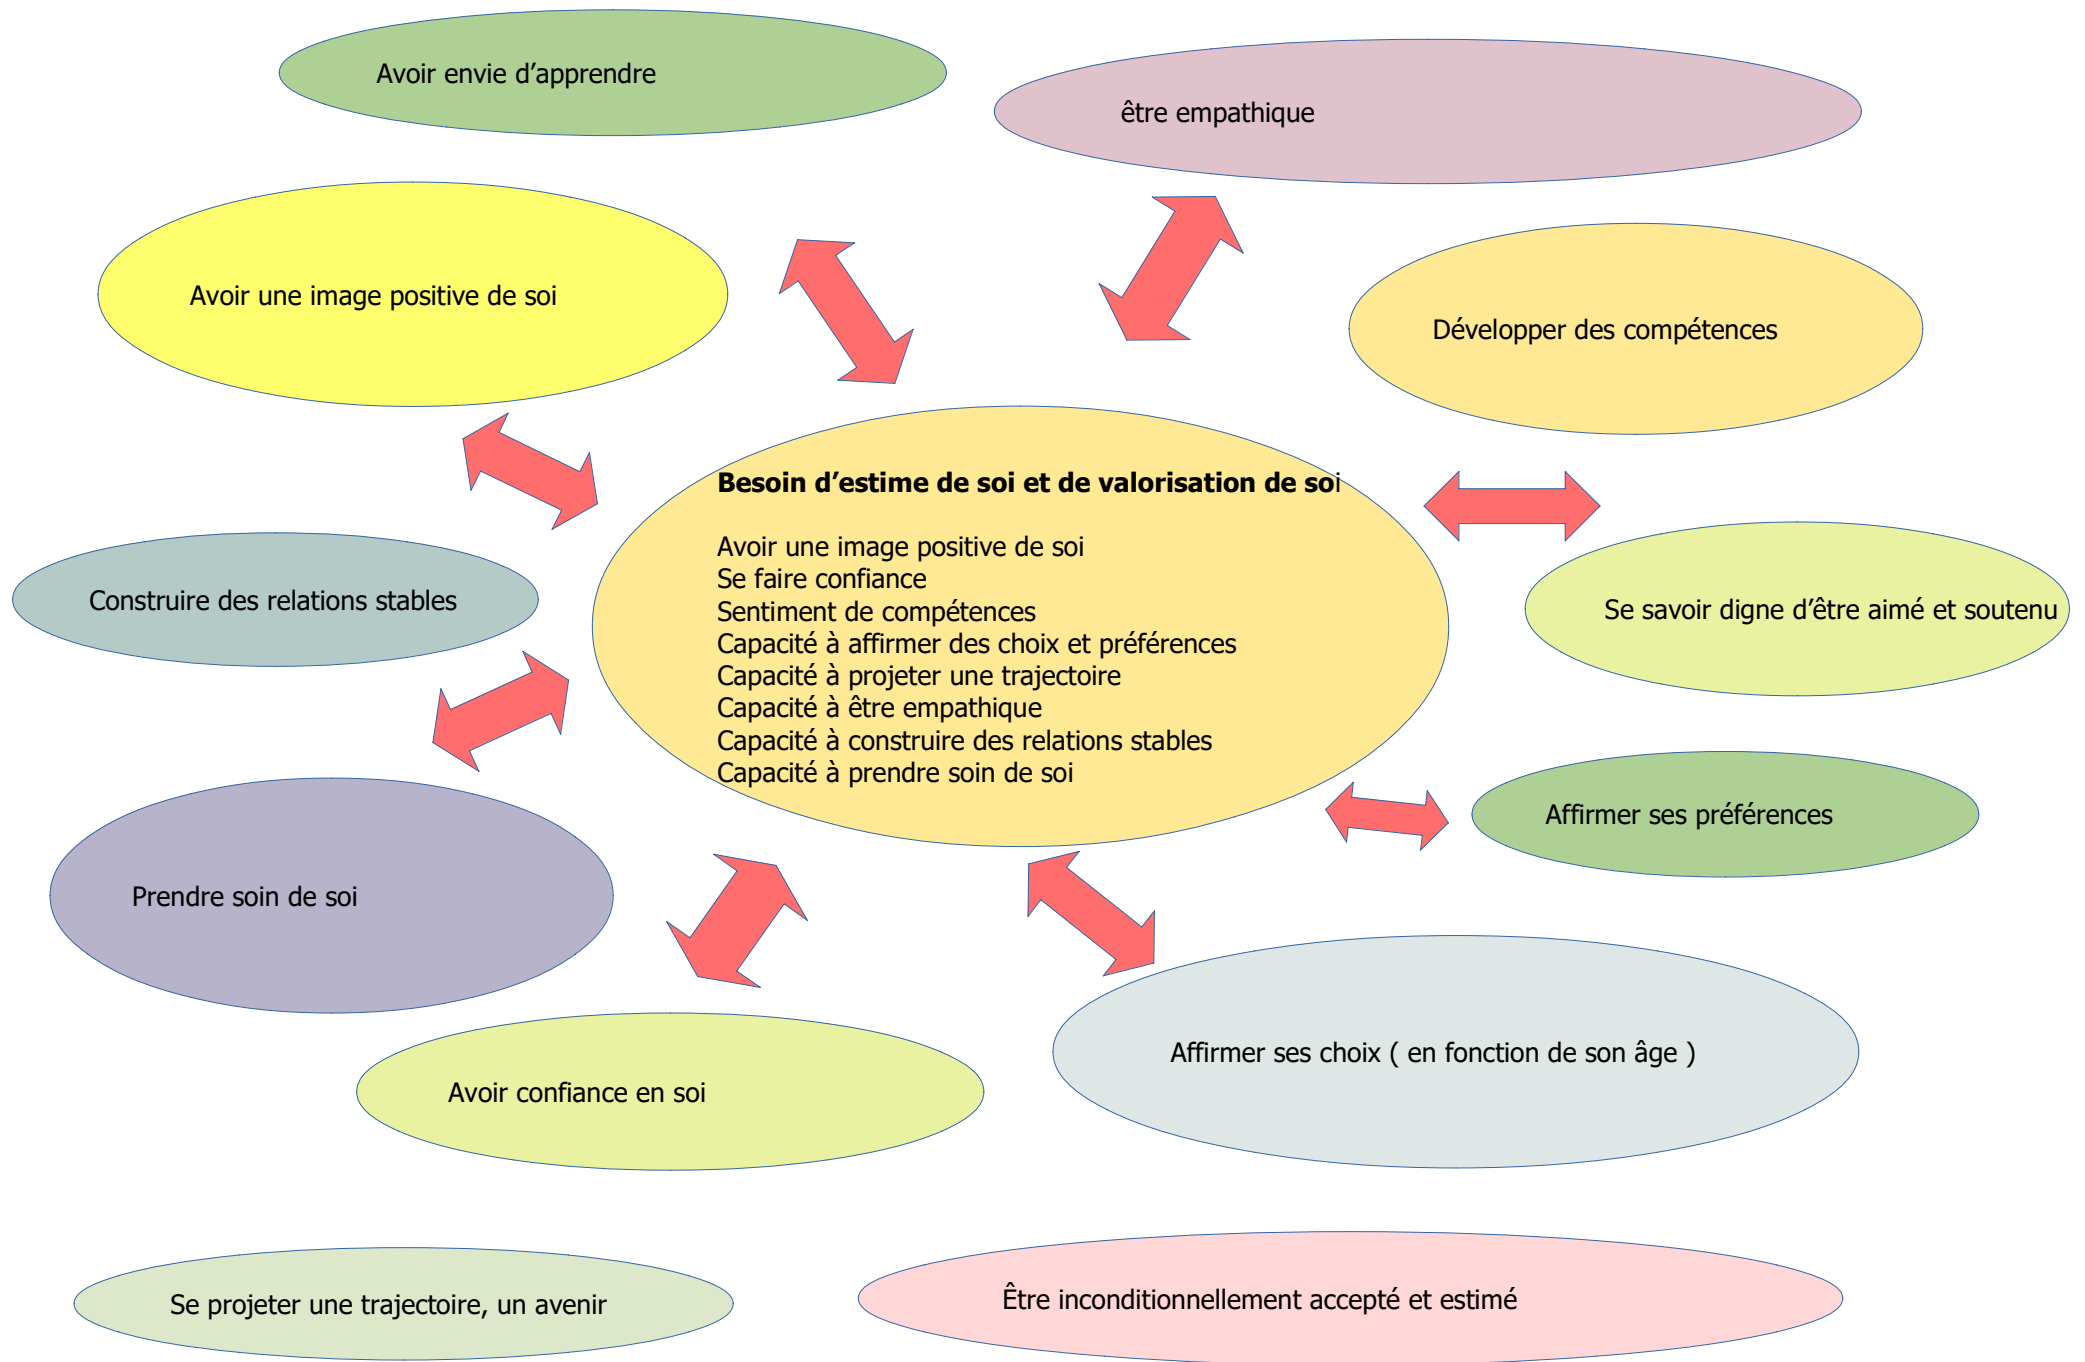 Avoir envie d’apprendre
être empathique
Avoir une image positive de soi
Développer des compétences
Besoin d’estime de soi et de valorisation de soi
Avoir une image positive de soi
Se faire confiance
Sentiment de compétences
Capacité à affirmer des choix et préférences
Capacité à projeter une trajectoire
Capacité à être empathique
Capacité à construire des relations stables
Capacité à prendre soin de soi
Construire des relations stables
Se savoir digne d’être aimé et soutenu
Affirmer ses préférences
Prendre soin de soi
Affirmer ses choix ( en fonction de son âge )
Avoir confiance en soi
Se projeter une trajectoire, un avenir
Être inconditionnellement accepté et estimé